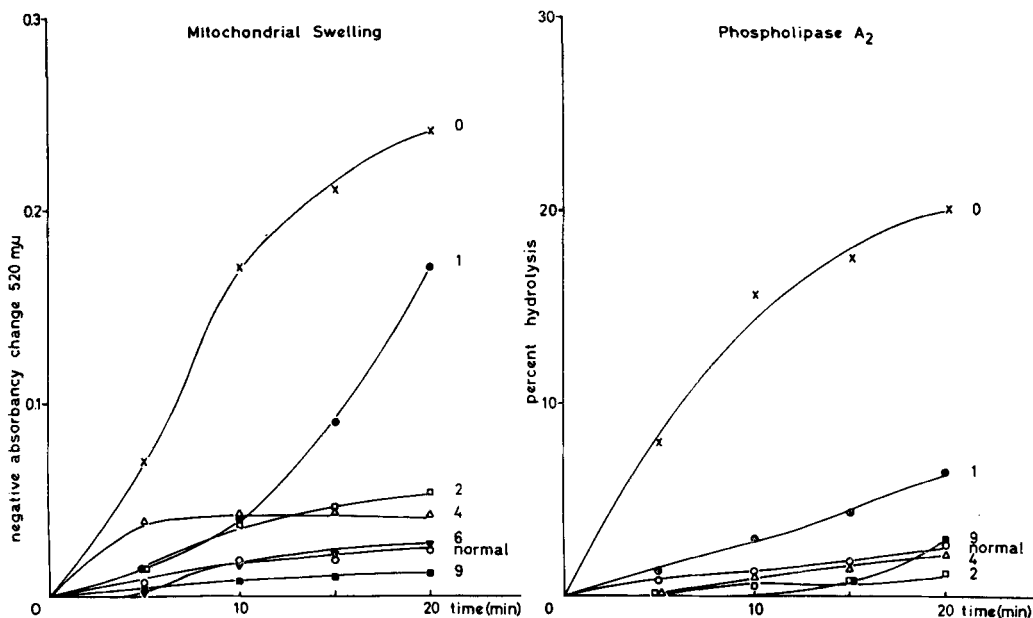 Mitochondrial Swelling
negative absorbancy change 520 mμ
0.3
0.2
0.1
0
10
20
time(min)
0
1
2
4
6
normal
9
Phospholipase A2
percent hydrolysis
30
20
10
0
10
20
time(min)
0
1
9
normal
4
2